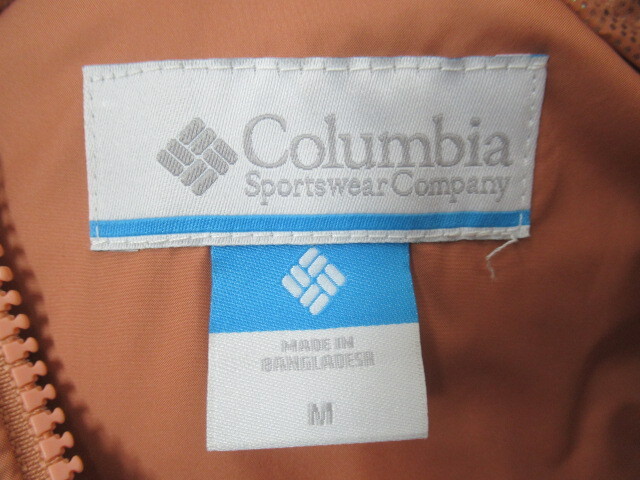 Columbia
Sportswear Company
MADE IN
BANGLADESH
M